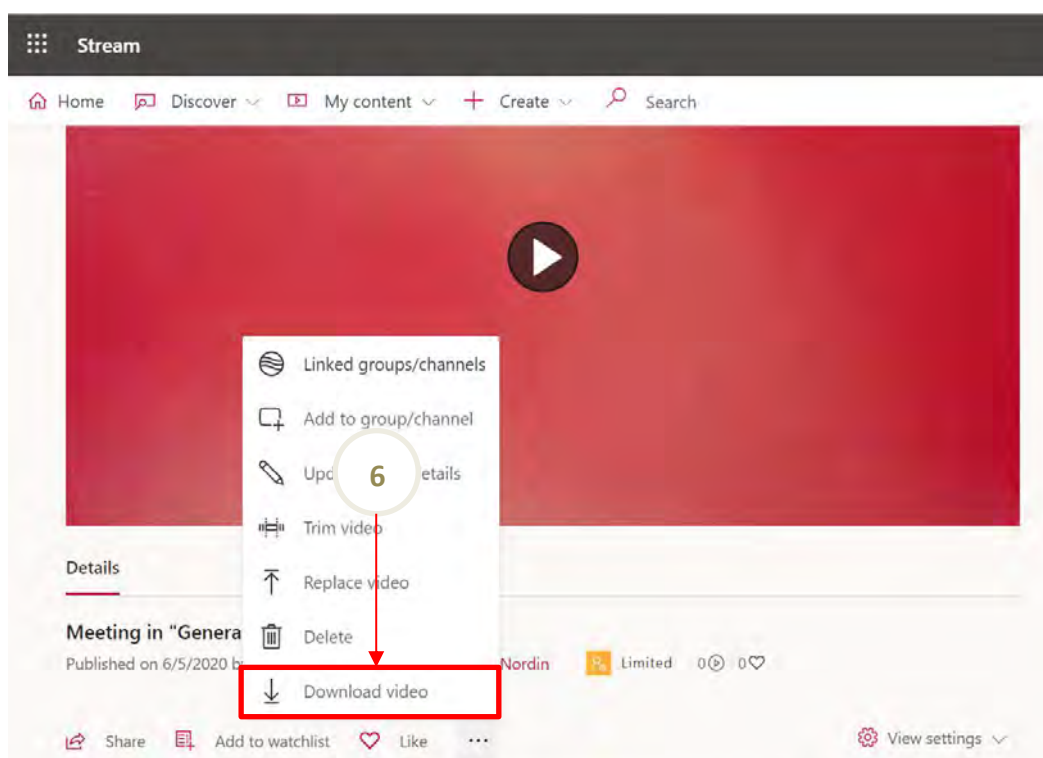 Stream
Home Discover My content Create Search
Linked groups/channels
Add to group/channel
6
etails
Trim video
Details
Replace video
Meeting in "Genera
Delete
Published on 6/5/2020 Nordin Limited 0 0
Download video
Share Add to watchlist Like ... View settings